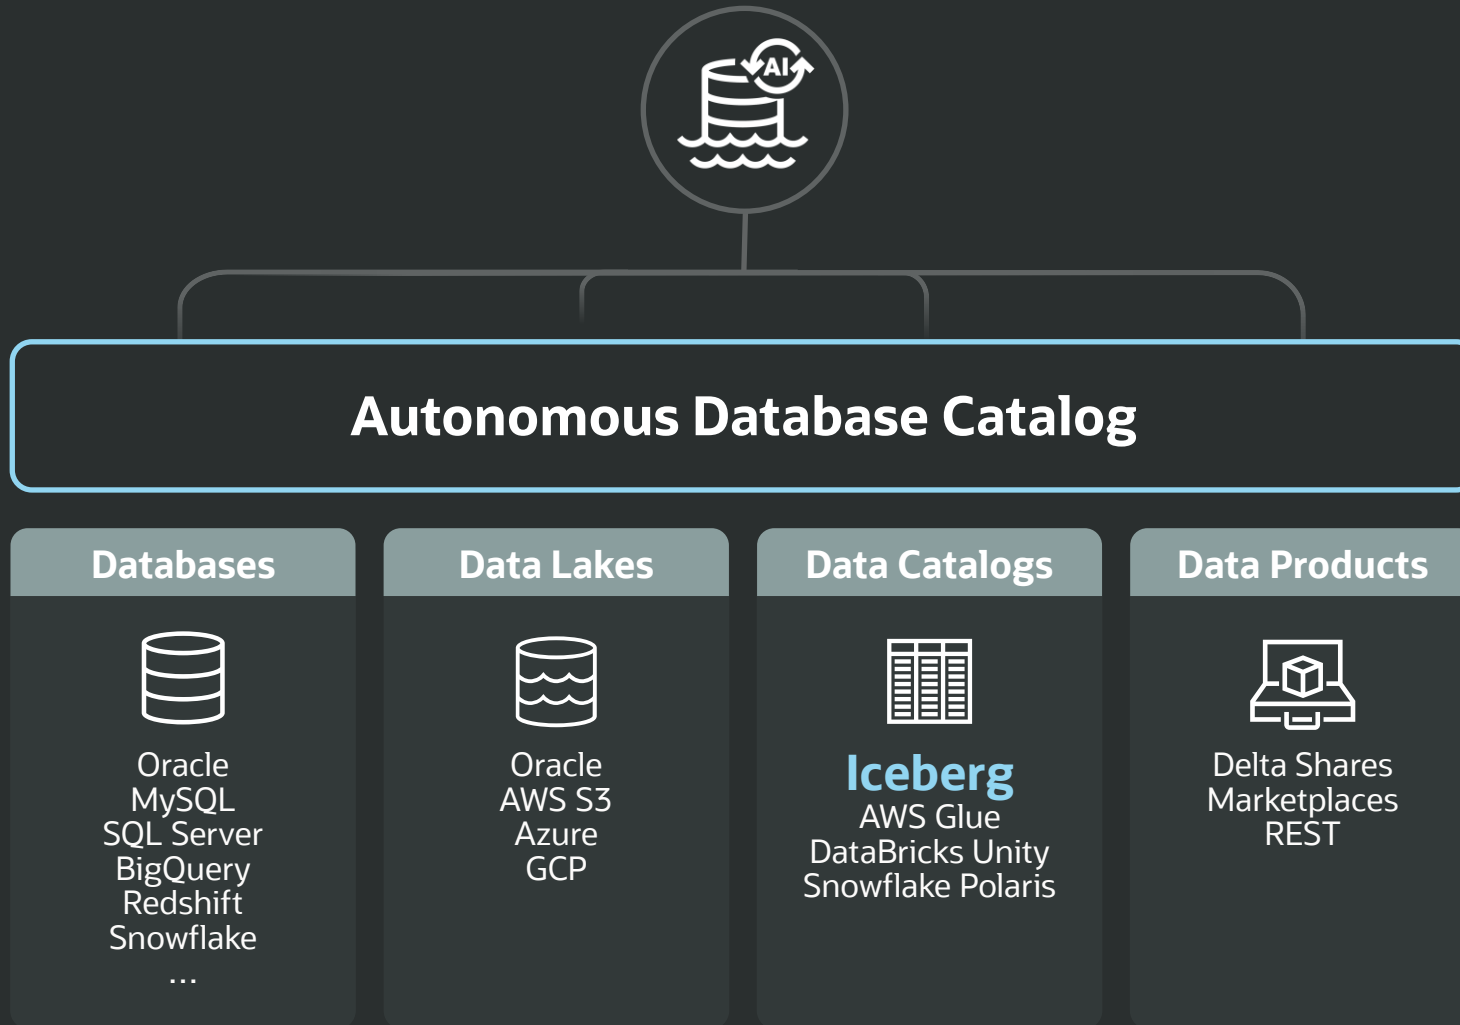 AI
Autonomous Database Catalog
Databases
Oracle
MySQL
SQL Server
BigQuery
Redshift
Snowflake
...
Data Lakes
Oracle
AWS S3
Azure
GCP
Data Catalogs
Iceberg
AWS Glue
DataBricks Unity
Snowflake Polaris
Data Products
Delta Shares
Marketplaces
REST